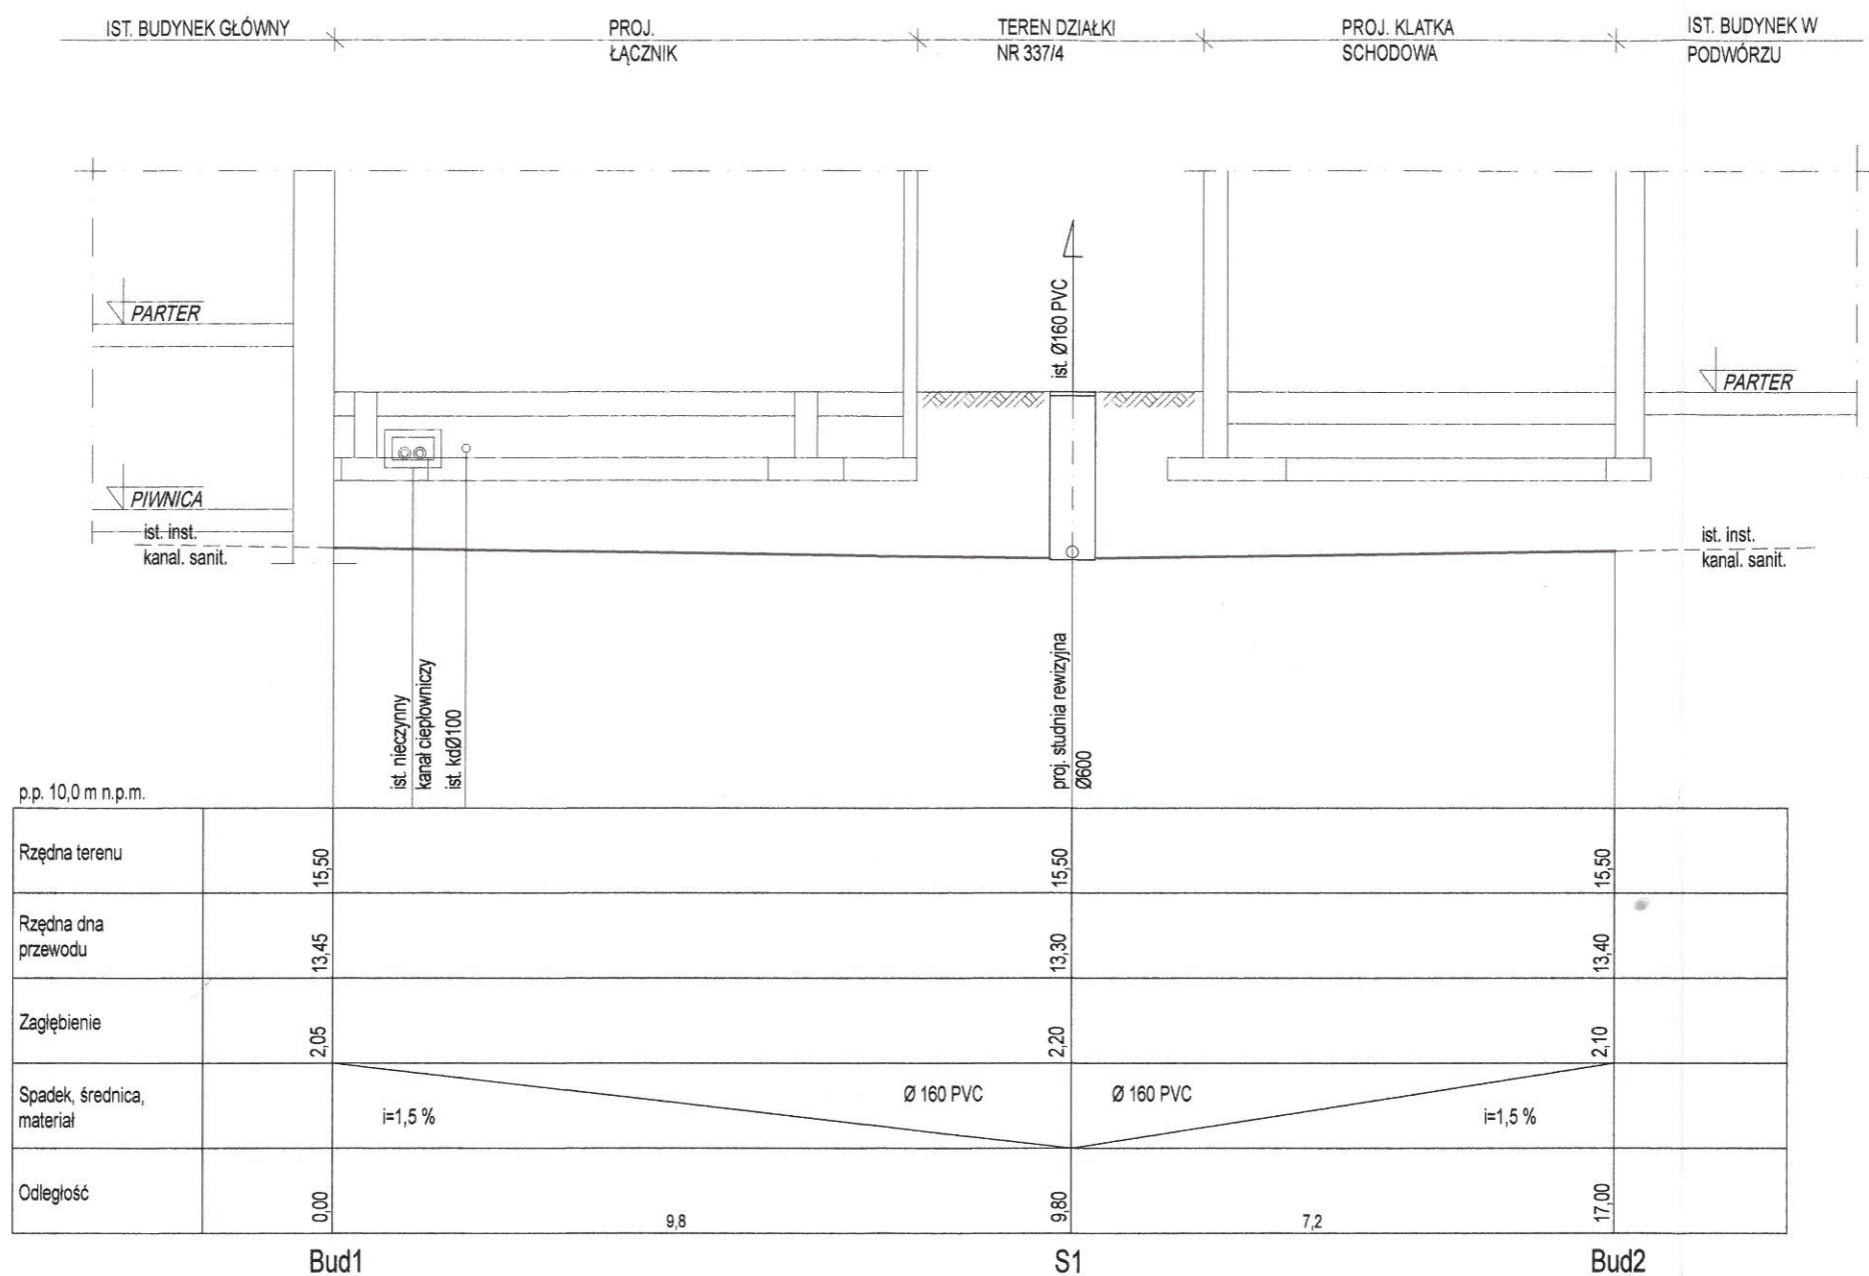 IST. BUDYNEK GŁÓWNY
PROJ.
ŁĄCZNIK
TEREN DZIAŁKI
NR 337/4
PROJ. KLATKA
SCHODOWA
IST. BUDYNEK W
PODWÓRZU
PARTER
ist. Ø160 PVC
PARTER
PIWNICA
ist. inst.
kanal. sanit.
ist. inst.
kanal. sanit.
ist. nieczynny
kanał ciepłowniczy
ist. kdØ100
proj. studnia rewizyjna
Ø600
p.p. 10,0 m n.p.m.
Rzędna terenu
15,50
15,50
15,50
Rzędna dna
przewodu
13,45
13,30
13,40
Zagłębienie
2,05
2,20
2,10
Spadek, średnica,
materiał
i=1,5 %
Ø 160 PVC
Ø 160 PVC
i=1,5 %
Odległość
0,00
9,8
9,80
7,2
17,00
Bud1
S1
Bud2